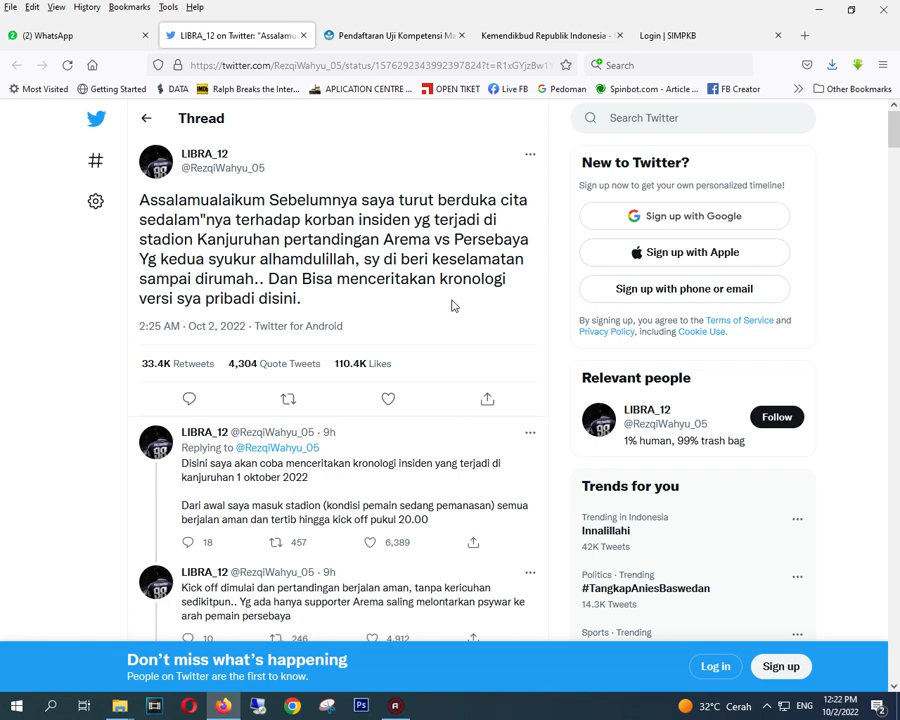 File Edit View History Bookmarks Tools Help
(2) WhatsApp
LIBRA_12 on Twitter: "Assalamu
Pendaftaran Uji Kompetensi Ma
Kemendikbud Republik Indonesia -
Login | SIMPKB
https://twitter.com/RezqiWahyu_05/status/1576292343992397824?t=R1xGYjzBw1
Search
Most Visited
Getting Started
DATA
Ralph Breaks the Inter...
APLICATION CENTRE ...
OPEN TIKET
Live FB
Pedoman
Spinbot.com - Article ...
FB Creator
Other Bookmarks
Thread
LIBRA_12
@RezqiWahyu_05
Assalamualaikum Sebelumnya saya turut berduka cita
sedalam"nya terhadap korban insiden yg terjadi di
stadion Kanjuruhan pertandingan Arema vs Persebaya
Yg kedua syukur alhamdulillah, sy di beri keselamatan
sampai dirumah.. Dan Bisa menceritakan kronologi
versi sya pribadi disini.
2:25 AM · Oct 2, 2022 · Twitter for Android
33.4K Retweets 4,304 Quote Tweets 110.4K Likes
LIBRA_12 @RezqiWahyu_05 · 9h
Replying to @RezqiWahyu_05
Disini saya akan coba menceritakan kronologi insiden yang terjadi di
kanjuruhan 1 oktober 2022
Dari awal saya masuk stadion (kondisi pemain sedang pemanasan) semua
berjalan aman dan tertib hingga kick off pukul 20.00
18 457 6,389
LIBRA_12 @RezqiWahyu_05 · 9h
Kick off dimulai dan pertandingan berjalan aman, tanpa kericuhan
sedikitpun.. Yg ada hanya supporter Arema saling melontarkan psywar ke
arah pemain persebaya
10 246 4,912
Search Twitter
New to Twitter?
Sign up now to get your own personalized timeline!
Sign up with Google
Sign up with Apple
Sign up with phone or email
By signing up, you agree to the Terms of Service and
Privacy Policy, including Cookie Use.
Relevant people
LIBRA_12
@RezqiWahyu_05
Follow
1% human, 99% trash bag
Trends for you
Trending in Indonesia
Innalillahi
42K Tweets
Politics · Trending
#TangkapAniesBaswedan
14.3K Tweets
Sports · Trending
Don't miss what's happening
People on Twitter are the first to know.
Log in
Sign up
32°C Cerah
ENG
12:22 PM
10/2/2022
2